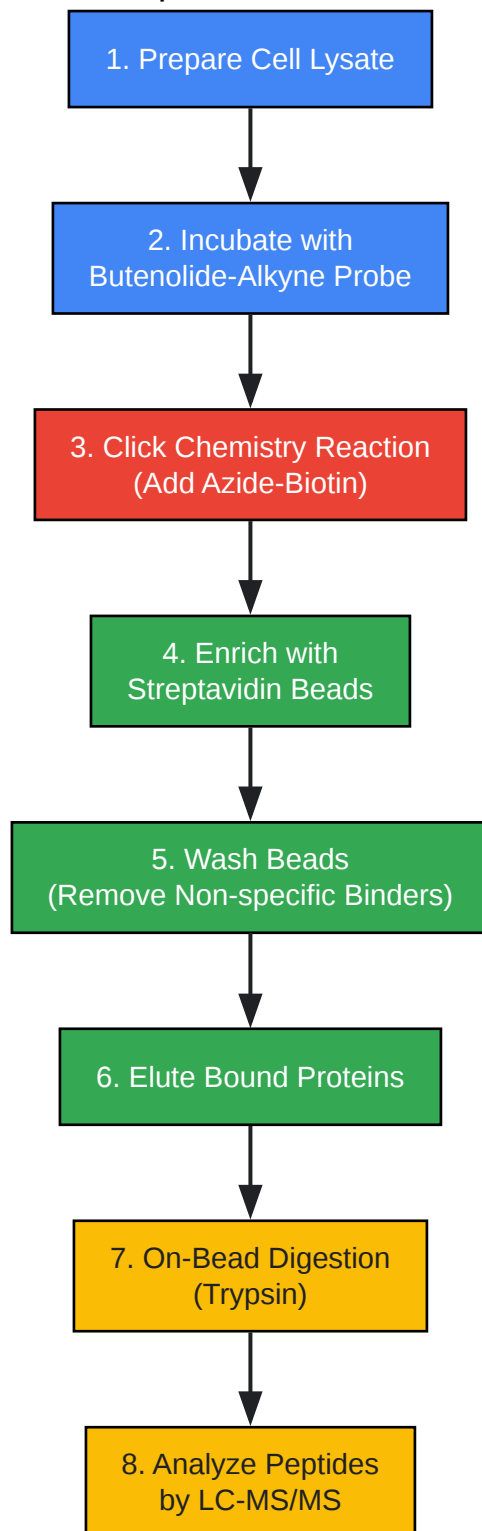 1. Prepare Cell Lysate
2. Incubate with
Butenolide-Alkyne Probe
3. Click Chemistry Reaction
(Add Azide-Biotin)
4. Enrich with
Streptavidin Beads
5. Wash Beads
(Remove Non-specific Binders)
6. Elute Bound Proteins
7. On-Bead Digestion
(Trypsin)
8. Analyze Peptides
by LC-MS/MS